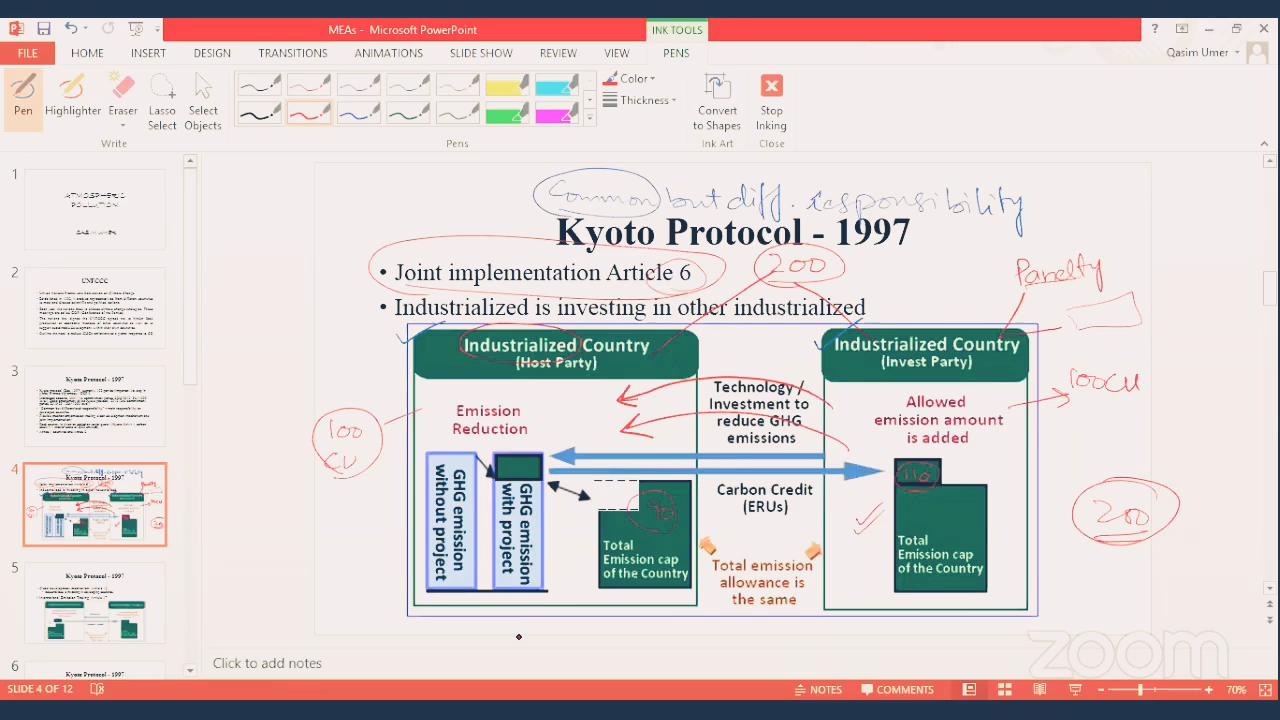 MEAs - Microsoft PowerPoint
INK TOOLS
?
FILE
HOME
INSERT
DESIGN
TRANSITIONS
ANIMATIONS
SLIDE SHOW
REVIEW
VIEW
PENS
Qasim Umer
Pen
Highlighter
Eraser
Lasso
Select
Select
Objects
Color
Thickness
Convert
to Shapes
Stop
Inking
Write
Pens
Ink Art
Close
1
ATMOSPHERIC
POLLUTION
2
UNFCCC
3
Kyoto Protocol - 1997
4
5
Kyoto Protocol - 1997
6
Kyoto Protocol - 1997
Common but diff. responsibility
Kyoto Protocol - 1997
• Joint implementation Article 6
200
Panelty
• Industrialized is investing in other industrialized
Industrialized Country
(Host Party)
Industrialized Country
(Invest Party)
Emission
Reduction
Technology /
Investment to
reduce GHG
emissions
Allowed
emission amount
is added
100 CU
100
CU
GHG emission
without project
GHG emission
with project
90
Total
Emission cap
of the Country
Carbon Credit
(ERUs)
Total emission
allowance is
the same
110
Total
Emission cap
of the Country
200
zoom
Click to add notes
SLIDE 4 OF 12
NOTES
COMMENTS
70%